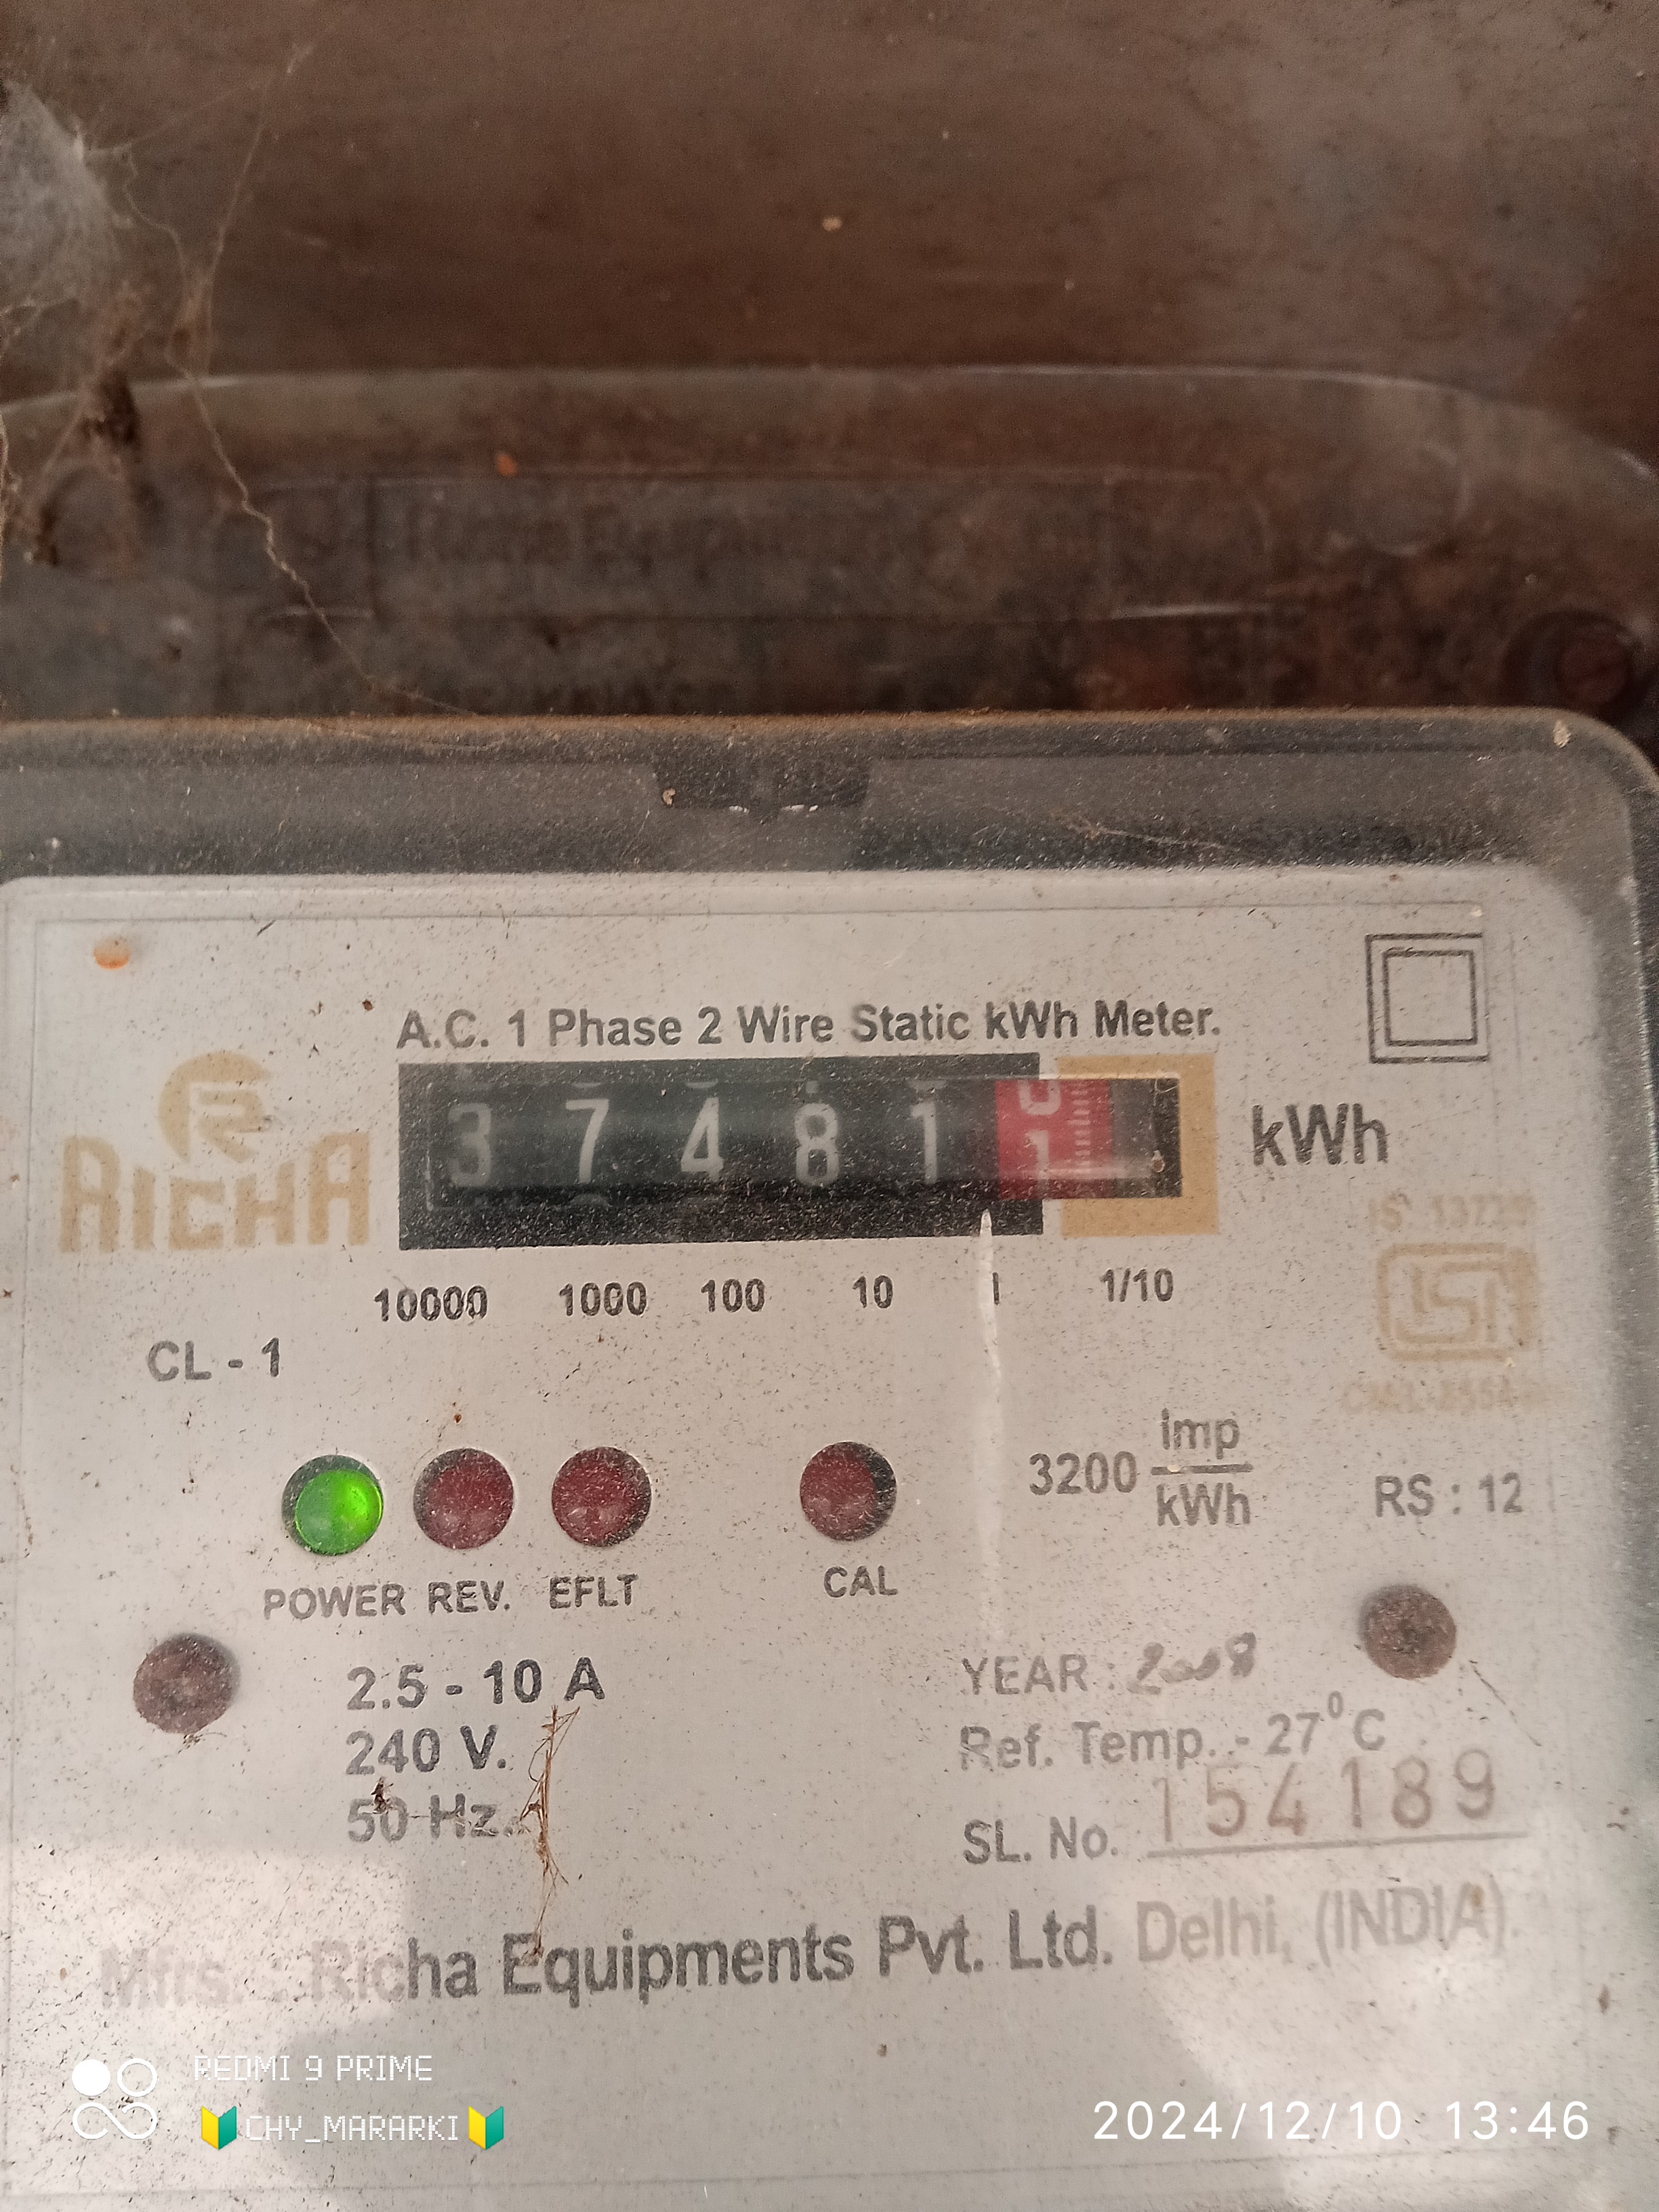 A.C. 1 Phase 2 Wire Static kWh Meter.
RICHA
3 7 4 8 1 1
kWh
10000 1000 100 10 1 1/10
ISI
CL - 1
3200 Imp/kWh
RS : 12
POWER REV. EFLT CAL
2.5 - 10 A
240 V.
50 Hz.
YEAR : 2008
Ref. Temp. - 27°C
SL. No. 154189
Mfrs. : Richa Equipments Pvt. Ltd. Delhi, (INDIA).
REDMI 9 PRIME
🔰CHY_MARARKI🔰
2024/12/10 13:46